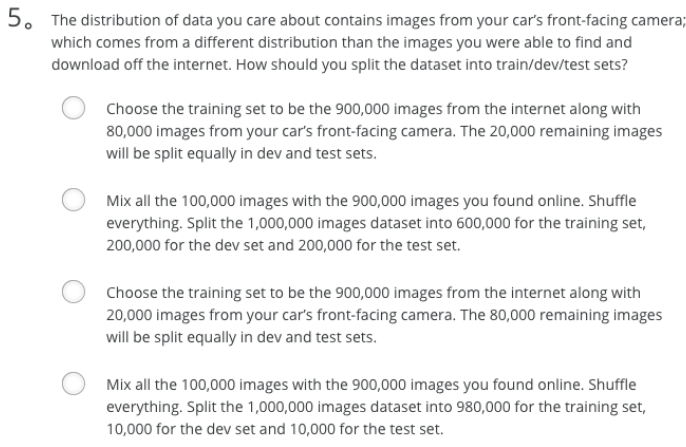 5. The distribution of data you care about contains images from your car's front-facing camera;
which comes from a different distribution than the images you were able to find and
download off the internet. How should you split the dataset into train/dev/test sets?
Choose the training set to be the 900,000 images from the internet along with
80,000 images from your car's front-facing camera. The 20,000 remaining images
will be split equally in dev and test sets.
Mix all the 100,000 images with the 900,000 images you found online. Shuffle
everything. Split the 1,000,000 images dataset into 600,000 for the training set,
200,000 for the dev set and 200,000 for the test set.
Choose the training set to be the 900,000 images from the internet along with
20,000 images from your car's front-facing camera. The 80,000 remaining images
will be split equally in dev and test sets.
Mix all the 100,000 images with the 900,000 images you found online. Shuffle
everything. Split the 1,000,000 images dataset into 980,000 for the training set,
10,000 for the dev set and 10,000 for the test set.